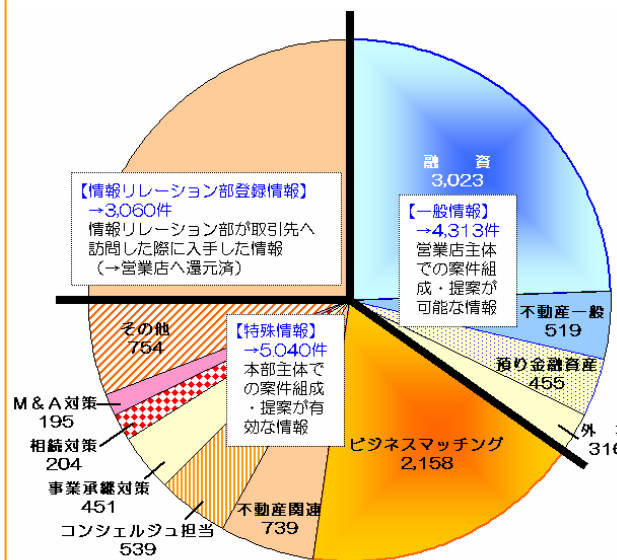 融　資
3,023
【情報リレーション部登録情報】
→3,060件
情報リレーション部が取引先へ
訪問した際に入手した情報
（→営業店へ還元済）
【一般情報】
→4,313件
営業店主体
での案件組
成・提案が
可能な情報
不動産一般
519
預り金融資産
455
外
316
その他
754
【特殊情報】
→5,040件
本部主体で
の案件組成
・提案が有
効な情報
M＆A対策
195
相続対策
204
事業承継対策
451
コンシェルジュ担当
539
不動産関連
739
ビジネスマッチング
2,158